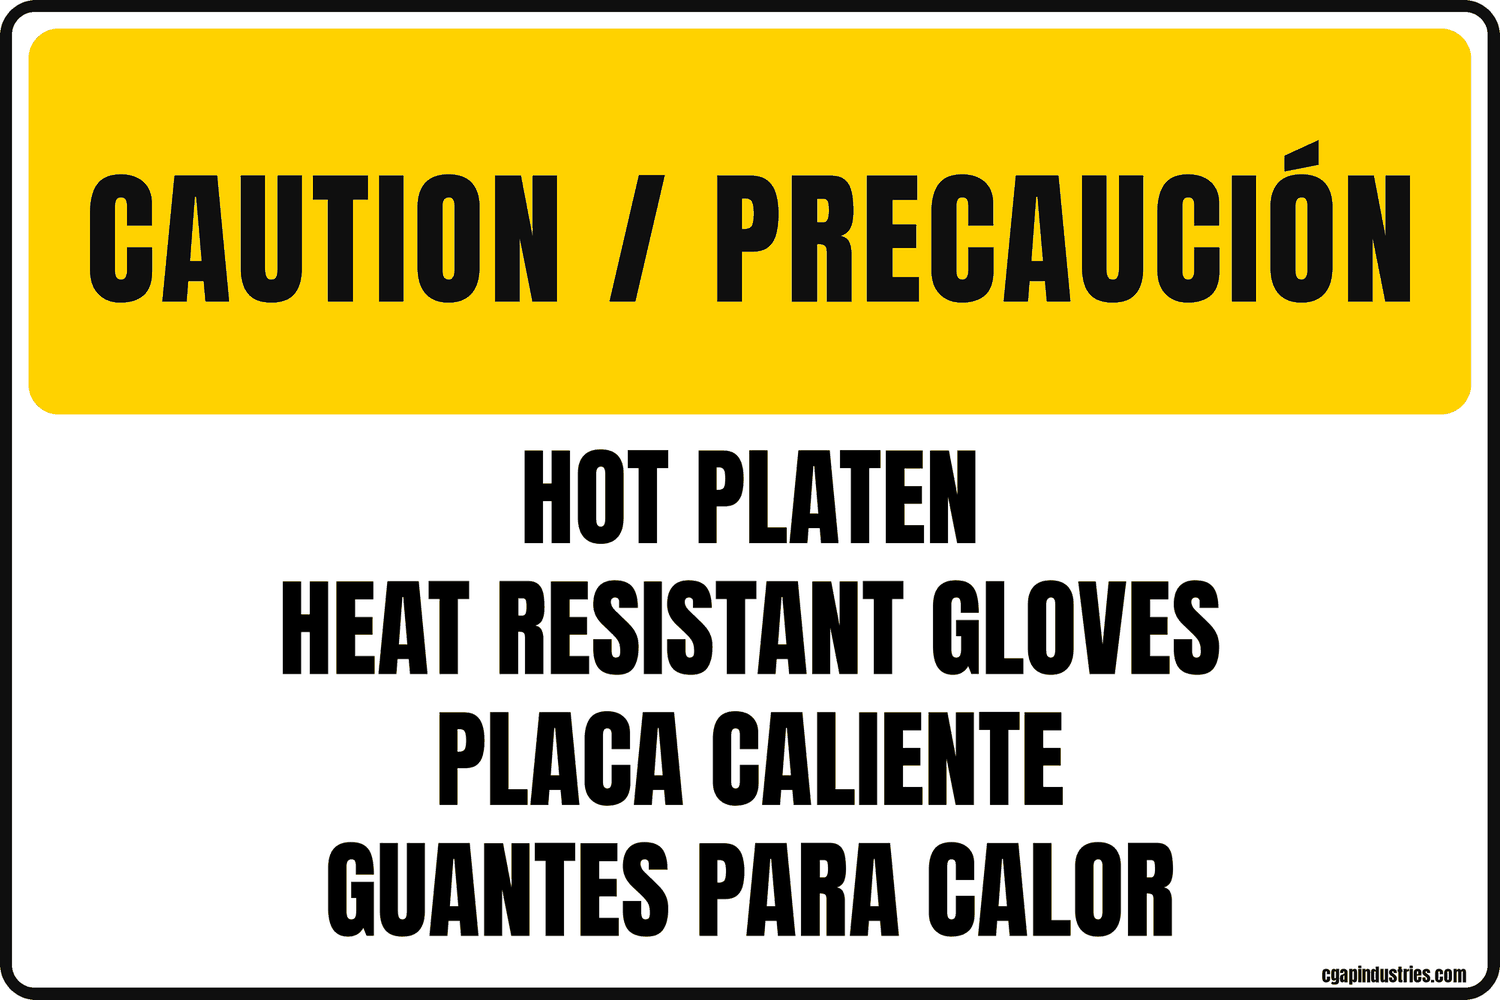 CAUTION / PRECAUCIÓN
HOT PLATEN
HEAT RESISTANT GLOVES
PLACA CALIENTE
GUANTES PARA CALOR
cgapindustries.com